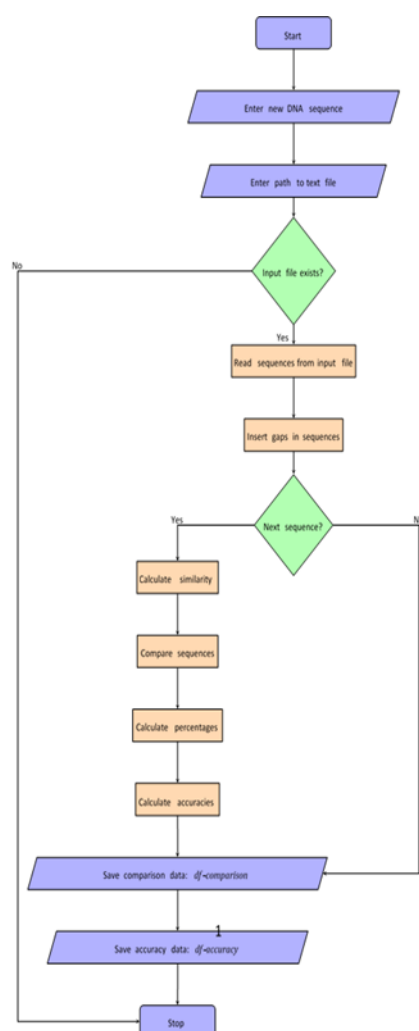 Start
Enter new DNA sequence
Enter path to text file
Input file exists?
No
Yes
Read sequences from input file
Insert gaps in sequences
Next sequence?
Yes
N
Calculate similarity
Compare sequences
Calculate percentages
Calculate accuracies
Save comparison data: df-comparison
1
Save accuracy data: df-accuracy
Stop